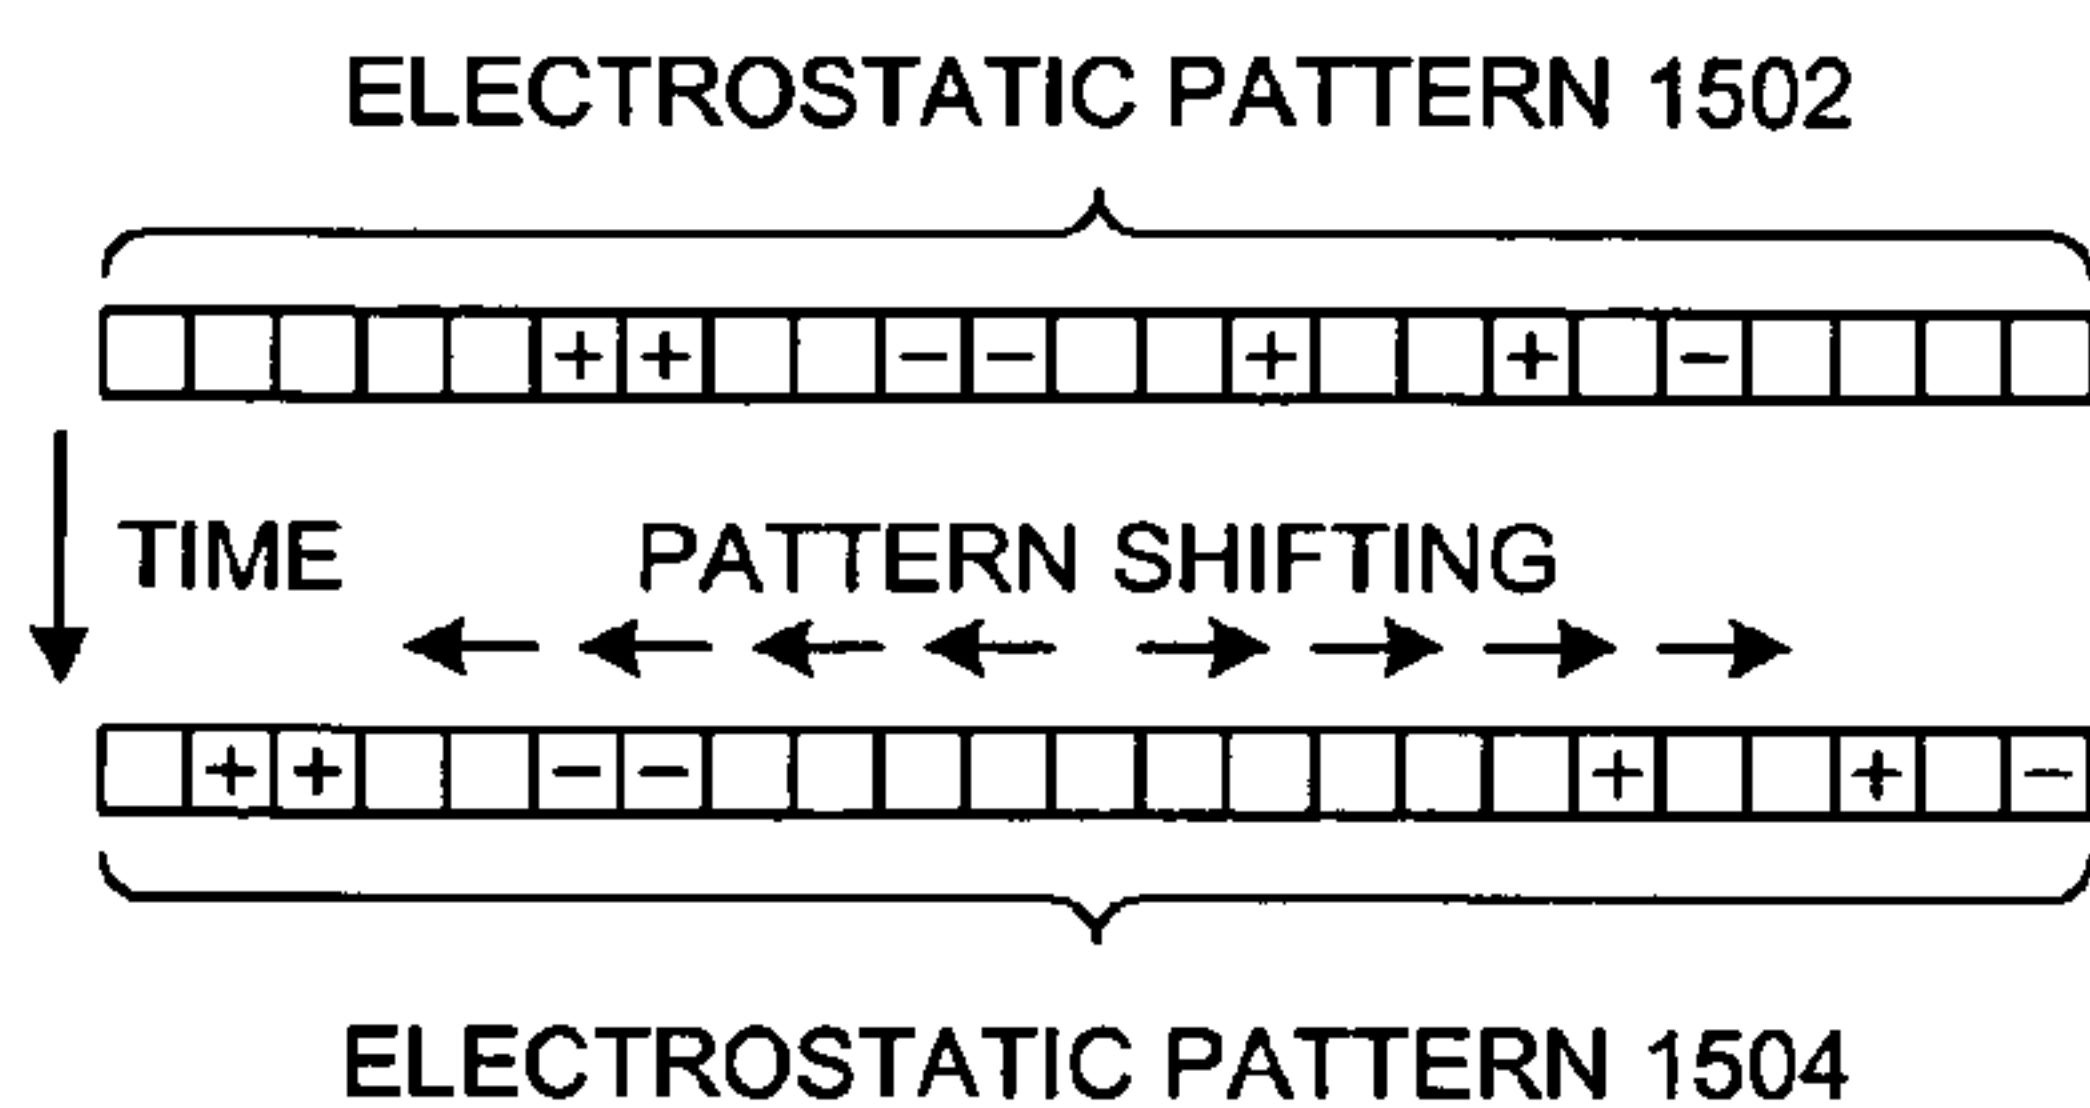 ELECTROSTATIC PATTERN 1502
+ + − − + + −
TIME PATTERN SHIFTING
+ + − − + + −
ELECTROSTATIC PATTERN 1504